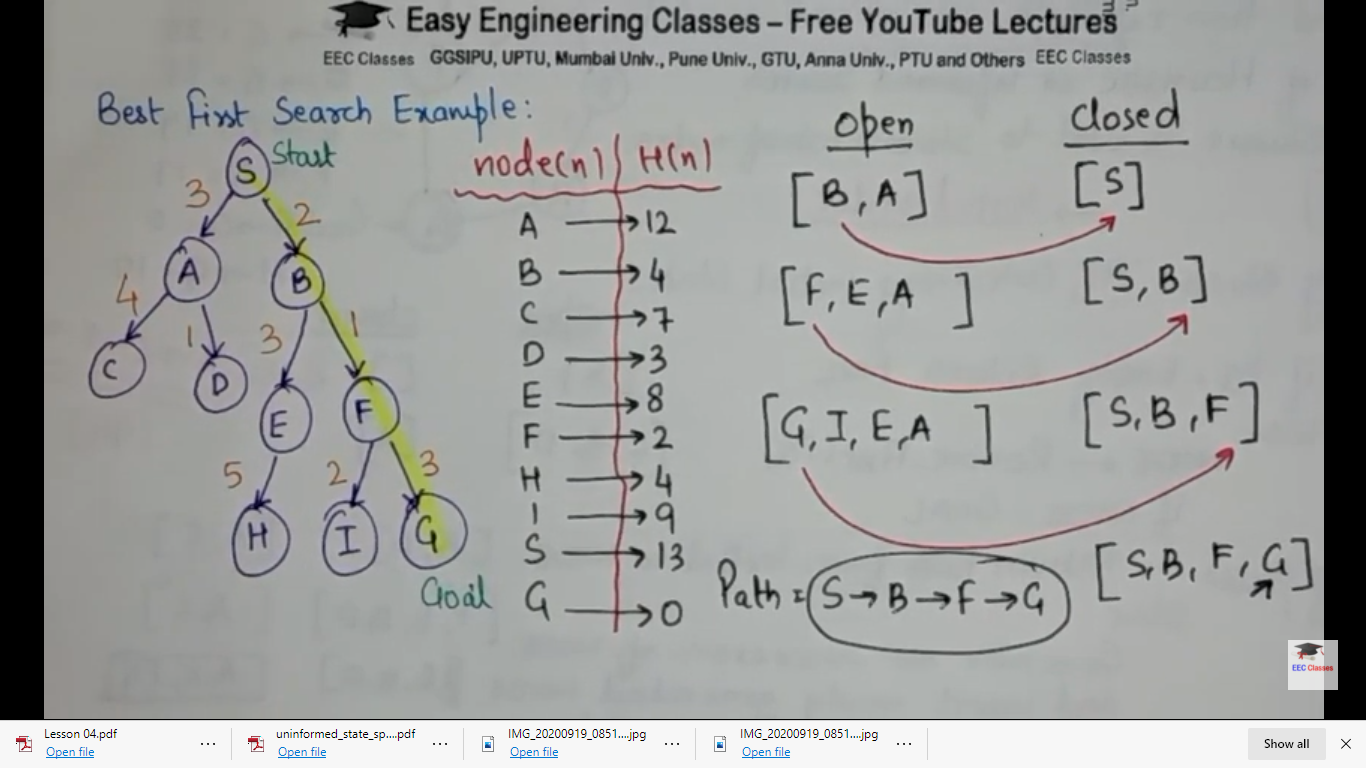 Easy Engineering Classes – Free YouTube Lectures
EEC Classes GGSIPU, UPTU, Mumbai Univ., Pune Univ., GTU, Anna Univ., PTU and Others EEC Classes
Best First Search Example:
Open
Closed
S Start
3
2
A
B
4
1
3
1
C
D
E
F
5
2
3
H
I
G
Goal
node(n) H(n)
A → 12
B → 4
C → 7
D → 3
E → 8
F → 2
H → 4
I → 9
S → 13
G → 0
[B, A] [S]
[F, E, A ] [S, B]
[G, I, E, A ] [S, B, F]
[S, B, F, G]
Path = S → B → F → G
EEC Classes
Lesson 04.pdf
Open file
uninformed_state_sp....pdf
Open file
IMG_20200919_0851....jpg
Open file
IMG_20200919_0851....jpg
Open file
Show all